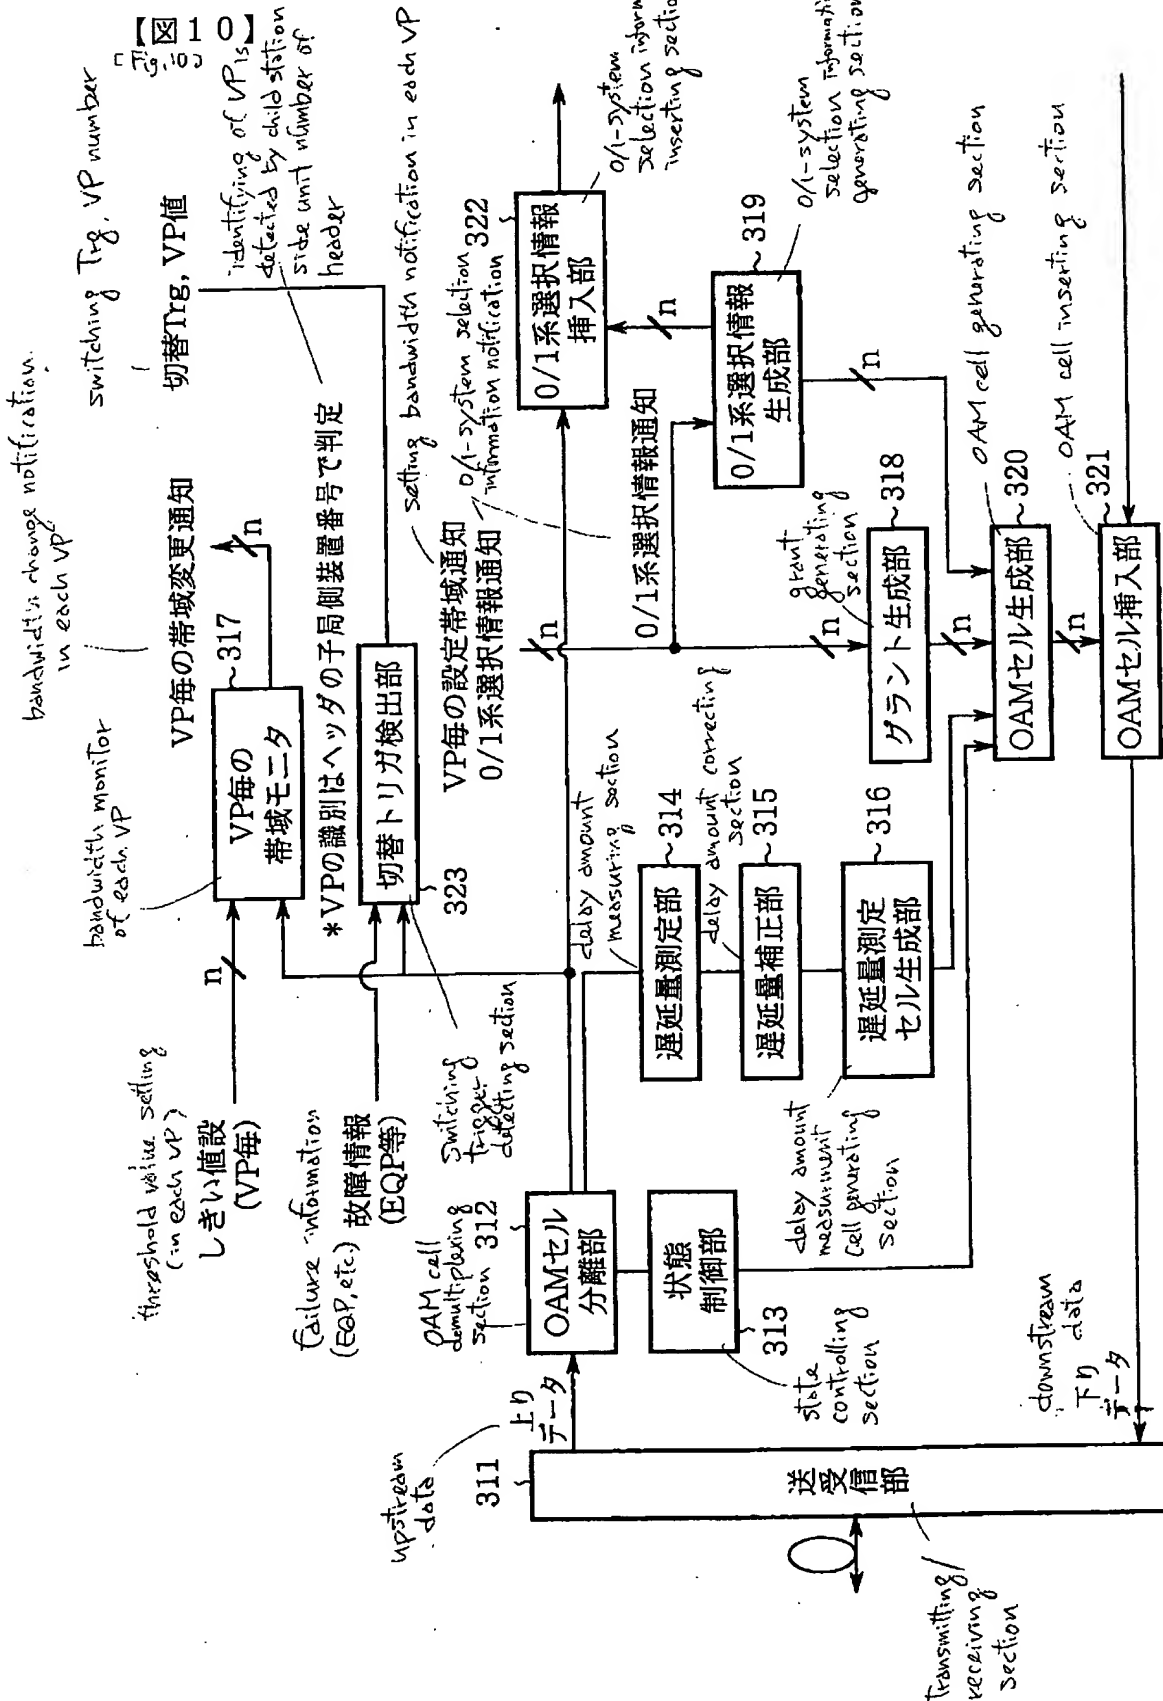 【図10】
[Fig.10]
switching Trg, VP number
切替Trg, VP値
identifying of VP is
detected by child station
side unit number of
header
bandwidth change notification
in each VP
VP毎の帯域変更通知
n
bandwidth monitor
of each VP
317
VP毎の
帯域モニタ
threshold value setting
(in each VP)
しきい値設
(VP毎)
n
*VPの識別はヘッダの子局側装置番号で判定
切替トリガ検出部
323
failure information
(EQP, etc.)
故障情報
(EQP等)
switching
trigger
detecting section
setting bandwidth notification in each VP
VP毎の設定帯域通知
0/1-system selection
information notification
0/1系選択情報通知
n
322
0/1系選択情報
挿入部
0/1-system
selection
inserting section
0/1系選択情報通知
n
319
0/1系選択情報
生成部
0/1-system
selection information
generating section
n
upstream
data
上り
データ
311
送受信部
transmitting/
receiving
section
OAM cell
demultiplexing
section
312
OAMセル
分離部
状態
制御部
313
state
controlling
section
delay amount
measuring section
314
遅延量測定部
delay amount correcting
section
315
遅延量補正部
316
遅延量測定
セル生成部
delay amount
measurement
cell generating
section
n
grant
generating
section
318
グラント生成部
n
OAM cell generating section
320
OAMセル生成部
n
OAM cell inserting section
321
OAMセル挿入部
downstream
data
下り
データ